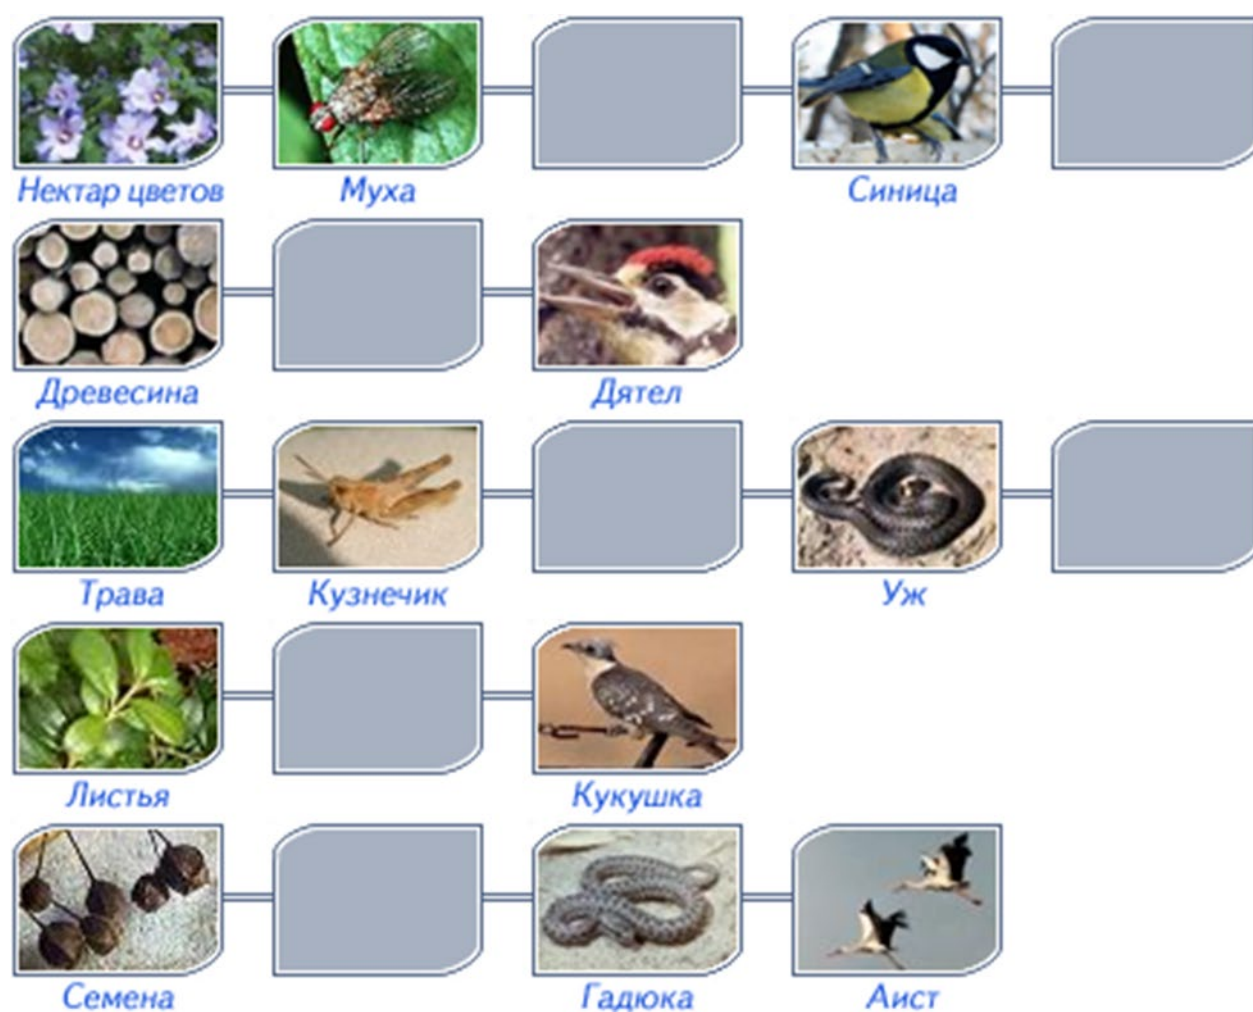 Нектар цветов Муха Синица
Древесина Дятел
Трава Кузнечик Уж
Листья Кукушка
Семена Гадюка Аист